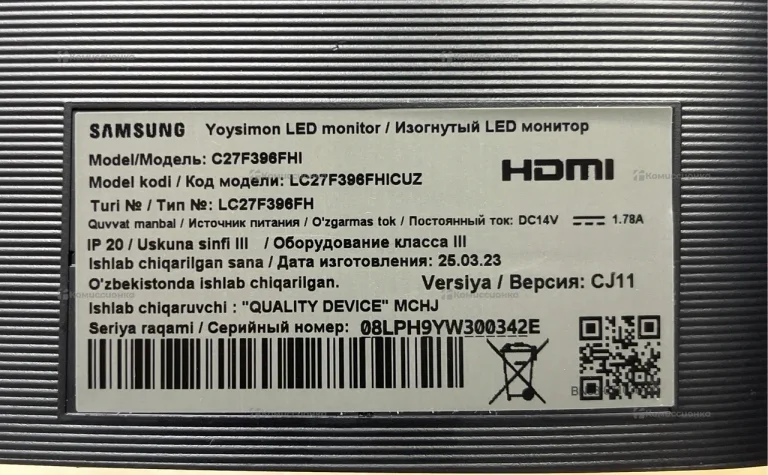 SAMSUNG Yoysimon LED monitor / Изогнутый LED монитор
Model/Модель: C27F396FHI
HDMI
Model kodi / Код модели: LC27F396FHICUZ
Turi № / Тип №: LC27F396FH
Quvvat manbai / Источник питания / O'zgarmas tok / Постоянный ток: DC14V 1.78A
IP 20 / Uskuna sinfi III / Оборудование класса III
Ishlab chiqarilgan sana / Дата изготовления: 25.03.23
O'zbekistonda ishlab chiqarilgan. Versiya / Версия: CJ11
Ishlab chiqaruvchi : "QUALITY DEVICE" MCHJ
Seriya raqami / Серийный номер: 08LPH9YW300342E
Комиссионка